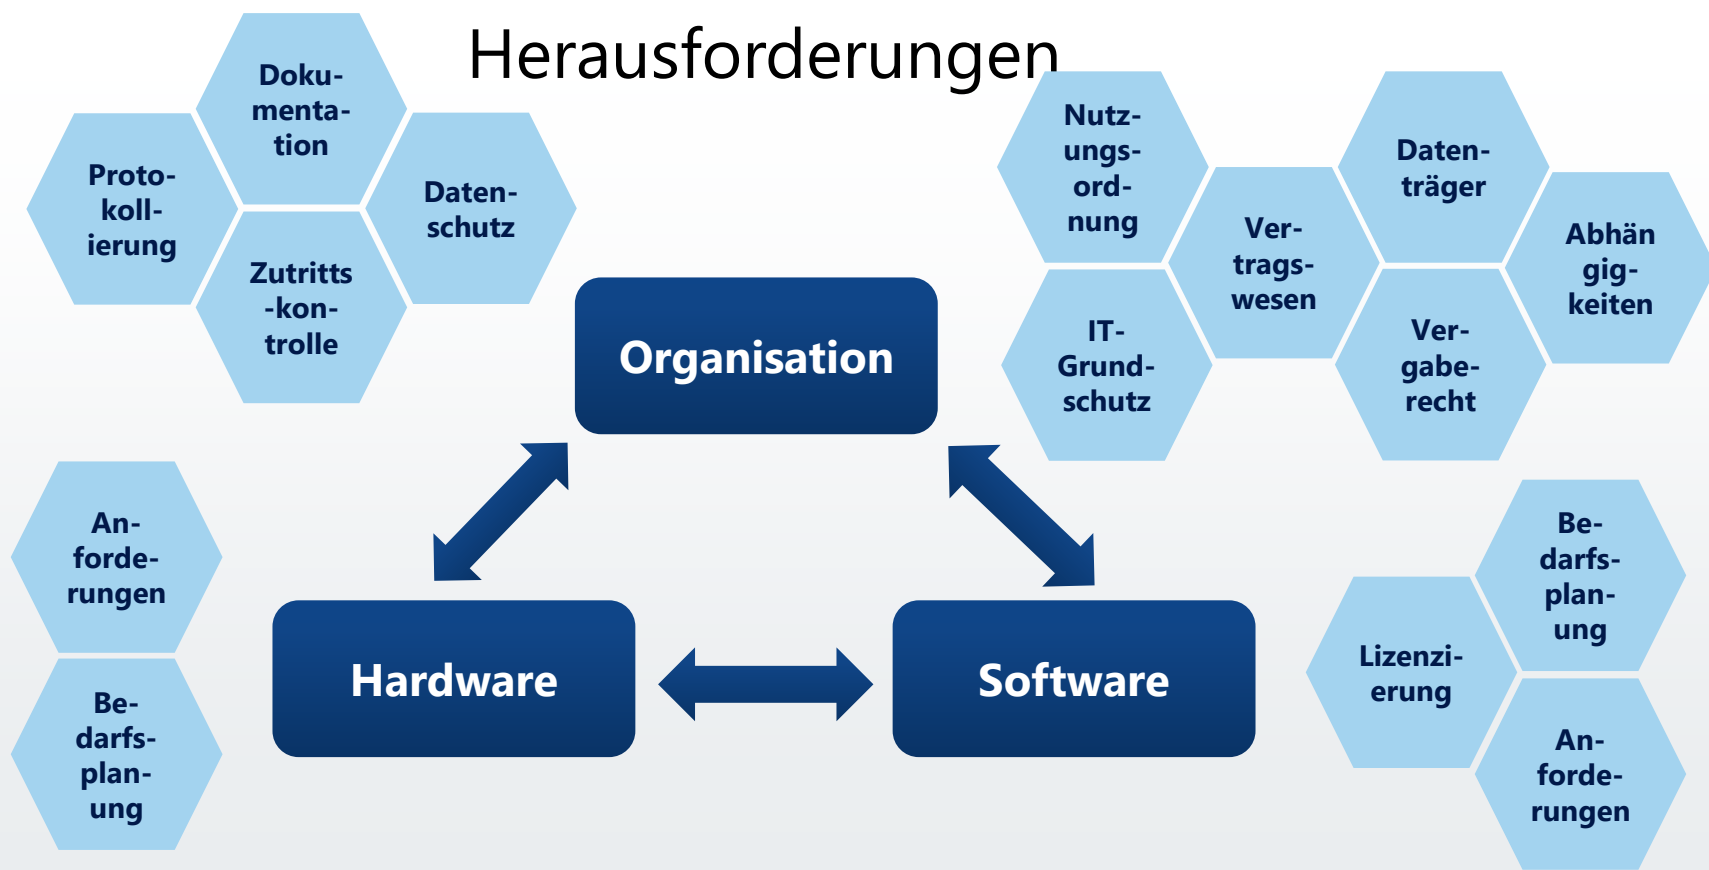 Herausforderungen
Doku-
menta-
tion
Proto-
koll-
ierung
Daten-
schutz
Zutritts
-kon-
trolle
Nutz-
ungs-
ord-
nung
Daten-
träger
Ver-
trags-
wesen
Abhän
gig-
keiten
IT-
Grund-
schutz
Ver-
gabe-
recht
Organisation
An-
forde-
rungen
Be-
darfs-
plan-
ung
Hardware
Software
Be-
darfs-
plan-
ung
Lizenzi-
erung
An-
forde-
rungen